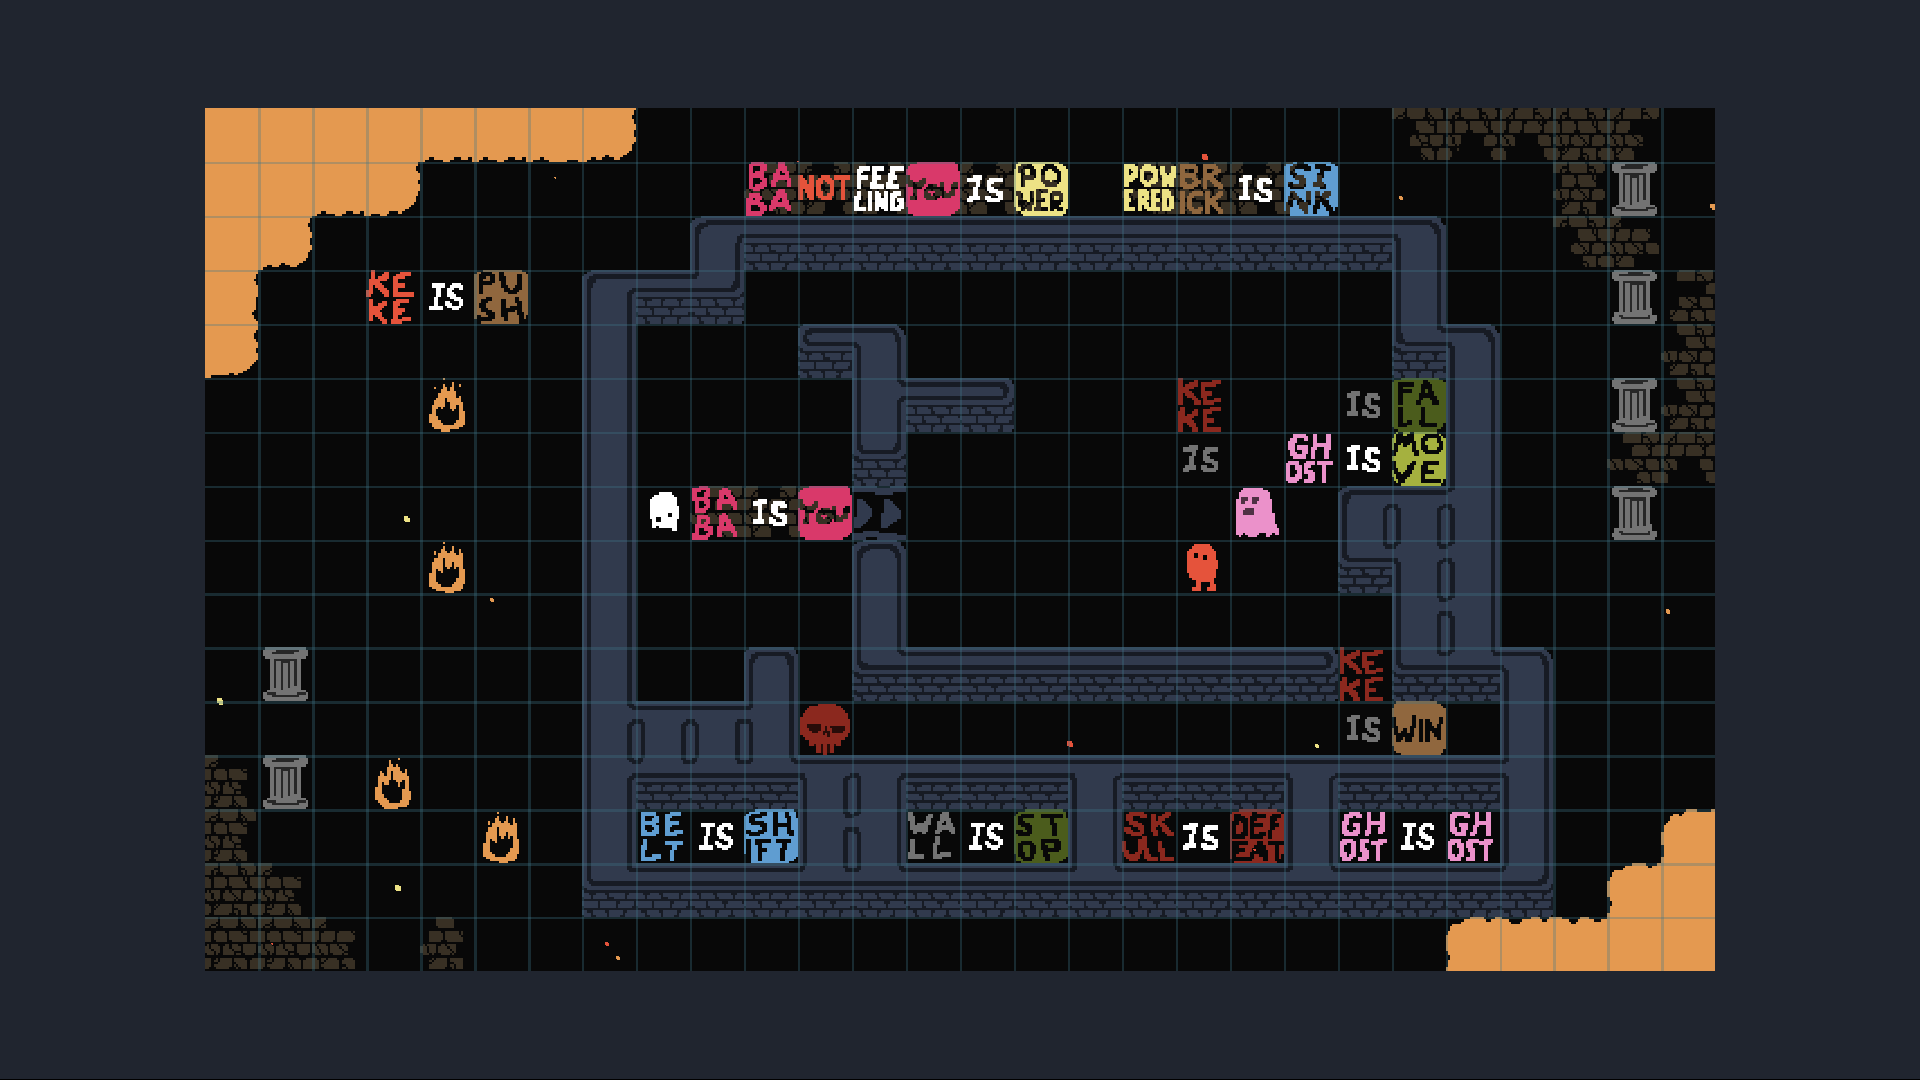 BABA NOT FEELING YOU IS POWER
POWERED BRICK IS SINK
KEKE IS PUSH
KEKE
IS FALL
IS
GHOST IS MOVE
BABA IS YOU
KEKE
IS WIN
BELT IS SHIFT
WALL IS STOP
SKULL IS DEFEAT
GHOST IS GHOST